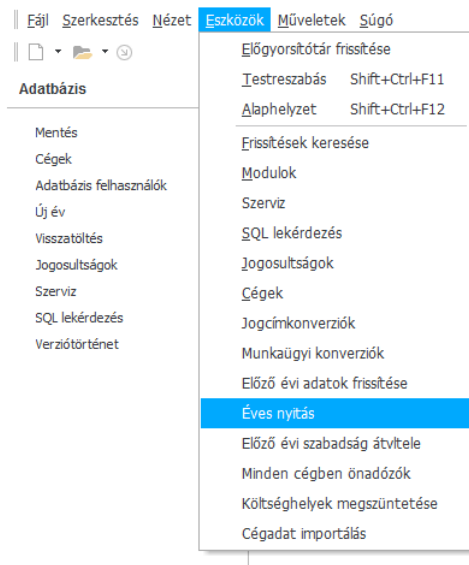 Fájl Szerkesztés Nézet Eszközök Műveletek Súgó
Adatbázis
Mentés
Cégek
Adatbázis felhasználók
Új év
Visszatöltés
Jogosultságok
Szerviz
SQL lekérdezés
Verziótörténet
Előgyorsítótár frissítése
Testreszabás Shift+Ctrl+F11
Alaphelyzet Shift+Ctrl+F12
Frissítések keresése
Modulok
Szerviz
SQL lekérdezés
Jogosultságok
Cégek
Jogcímkonverziók
Munkaügyi konverziók
Előző évi adatok frissítése
Éves nyitás
Előző évi szabadság átvltele
Minden cégben önadózók
Költséghelyek megszüntetése
Cégadat importálás